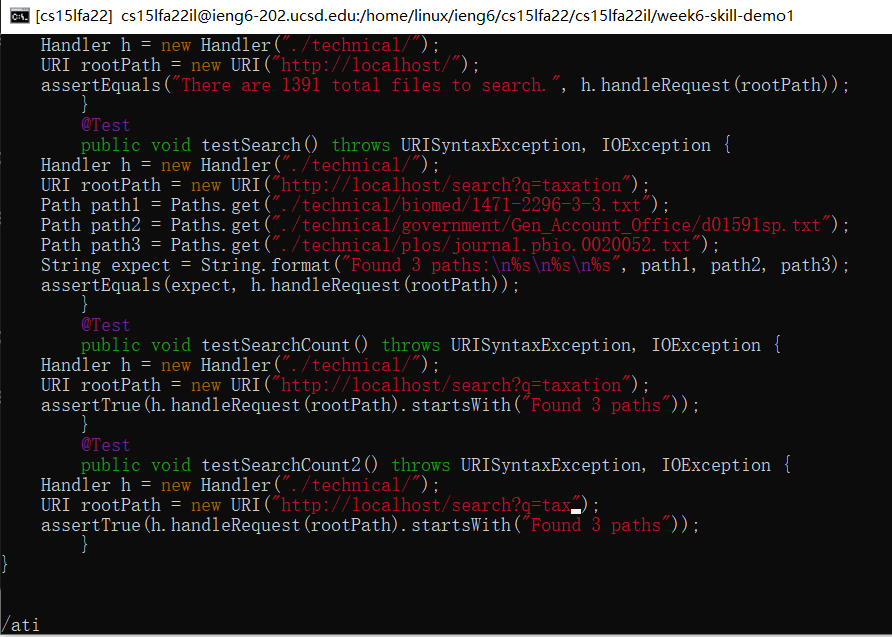 [cs15lfa22] cs15lfa22il@ieng6-202.ucsd.edu:/home/linux/ieng6/cs15lfa22/cs15lfa22il/week6-skill-demo1
Handler h = new Handler("./technical/");
URI rootPath = new URI("http://localhost/");
assertEquals("There are 1391 total files to search.", h.handleRequest(rootPath));
}
@Test
public void testSearch() throws URISyntaxException, IOException {
Handler h = new Handler("./technical/");
URI rootPath = new URI("http://localhost/search?q=taxation");
Path path1 = Paths.get("./technical/biomed/1471-2296-3-3.txt");
Path path2 = Paths.get("./technical/government/Gen_Account_Office/d01591sp.txt");
Path path3 = Paths.get("./technical/plos/journal.pbio.0020052.txt");
String expect = String.format("Found 3 paths:\n%s\n%s\n%s", path1, path2, path3);
assertEquals(expect, h.handleRequest(rootPath));
}
@Test
public void testSearchCount() throws URISyntaxException, IOException {
Handler h = new Handler("./technical/");
URI rootPath = new URI("http://localhost/search?q=taxation");
assertTrue(h.handleRequest(rootPath).startsWith("Found 3 paths"));
}
@Test
public void testSearchCount2() throws URISyntaxException, IOException {
Handler h = new Handler("./technical/");
URI rootPath = new URI("http://localhost/search?q=tax");
assertTrue(h.handleRequest(rootPath).startsWith("Found 3 paths"));
}
}
/ati